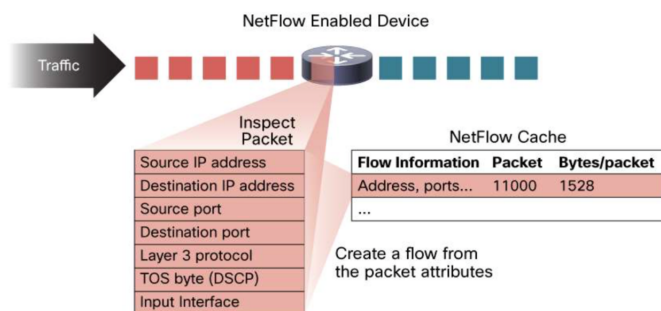 NetFlow Enabled Device
Traffic
Inspect
Packet
Source IP address
Destination IP address
Source port
Destination port
Layer 3 protocol
TOS byte (DSCP)
Input Interface
NetFlow Cache
Flow Information Packet Bytes/packet
Address, ports... 11000 1528
...
Create a flow from
the packet attributes